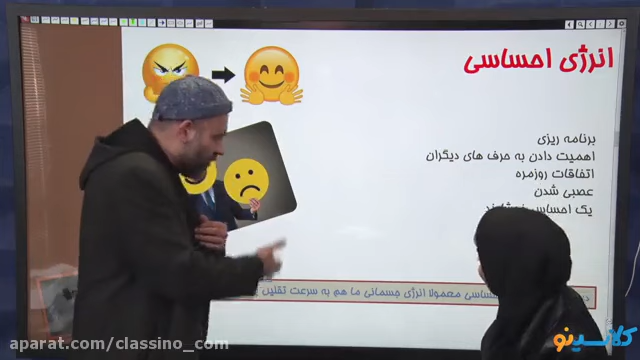 انرژی احساسی
برنامه ریزی
اهمیت دادن به حرف های دیگران
اتفاقات روزمره
عصبی شدن
یک احساس
احساسی معمولا انرژی جسمانی ما هم به سرعت تقلیل
کلاسینو
aparat.com/classino_com